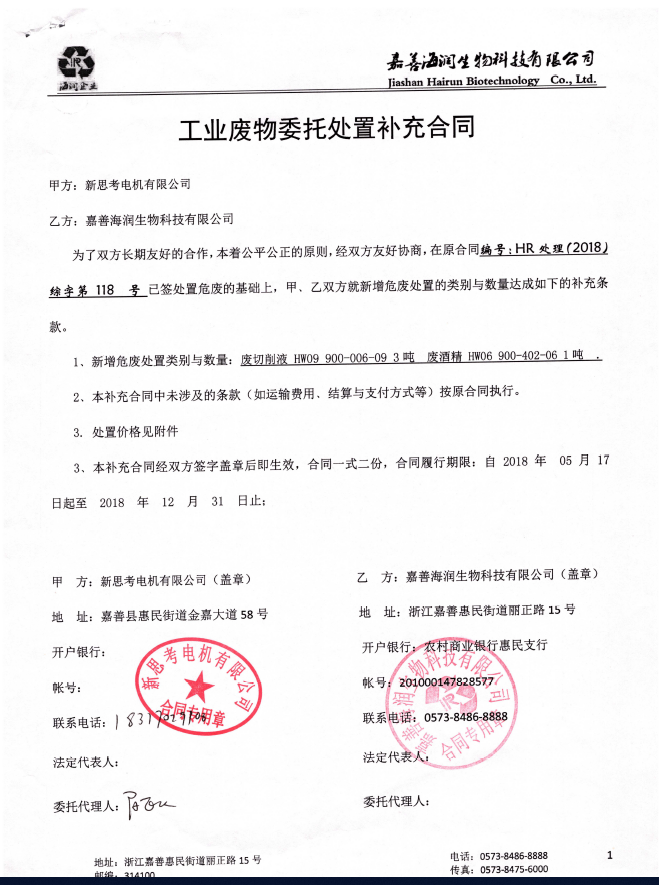 海润企业
嘉善海润生物科技有限公司
Jiashan Hairun Biotechnology Co., Ltd.
工业废物委托处置补充合同
甲方：新思考电机有限公司
乙方：嘉善海润生物科技有限公司
为了双方长期友好的合作，本着公平公正的原则，经双方友好协商，在原合同编号：HR 处理（2018）
综字第 118 号 已签处置危废的基础上，甲、乙双方就新增危废处置的类别与数量达成如下的补充条
款。
1、新增危废处置类别与数量：废切削液 HW09 900-006-09 3 吨 废酒精 HW06 900-402-06 1 吨 .
2、本补充合同中未涉及的条款（如运输费用、结算与支付方式等）按原合同执行。
3. 处置价格见附件
3、本补充合同经双方签字盖章后即生效，合同一式二份，合同履行期限：自 2018 年 05 月 17
日起至 2018 年 12 月 31 日止；
甲 方：新思考电机有限公司（盖章）
地 址：嘉善县惠民街道金嘉大道 58 号
开户银行：
帐号：
联系电话：
法定代表人：
委托代理人：
新思考电机有限公司
合同专用章
乙 方：嘉善海润生物科技有限公司（盖章）
地 址：浙江嘉善惠民街道丽正路 15 号
开户银行：农村商业银行惠民支行
帐号：201000147828577
联系电话：0573-8486-8888
法定代表人：
委托代理人：
嘉善海润生物科技有限公司
合同专用章
地址：浙江嘉善惠民街道丽正路 15 号
邮编：314100
电话：0573-8486-8888
传真：0573-8475-6000
1